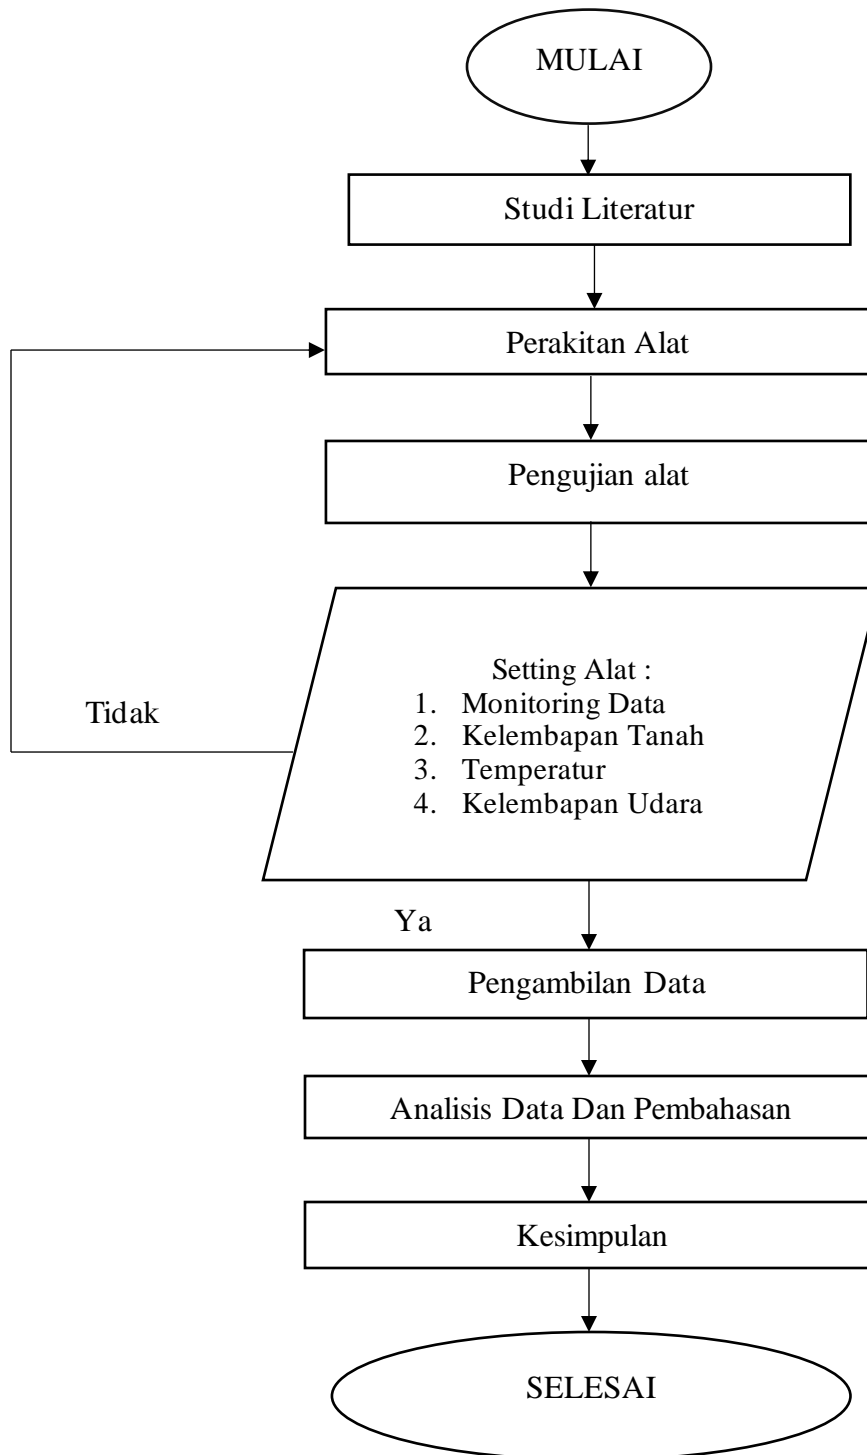 MULAI
Studi Literatur
Perakitan Alat
Pengujian alat
Setting Alat :
1. Monitoring Data
2. Kelembapan Tanah
3. Temperatur
4. Kelembapan Udara
Tidak
Ya
Pengambilan Data
Analisis Data Dan Pembahasan
Kesimpulan
SELESAI